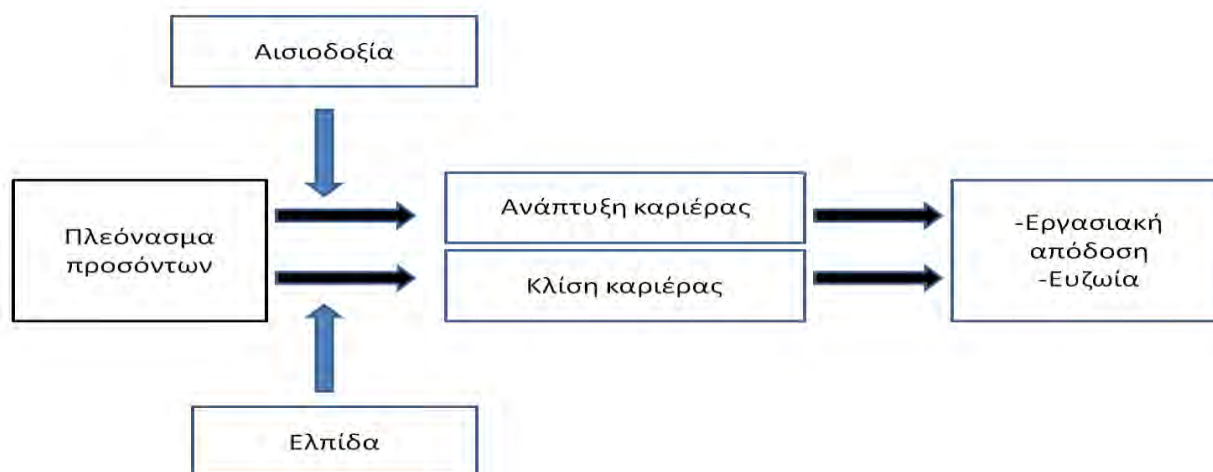 Αισιοδοξία
Πλεόνασμα
προσόντων
Ανάπτυξη καριέρας
Κλίση καριέρας
-Εργασιακή
απόδοση
-Ευζωία
Ελπίδα